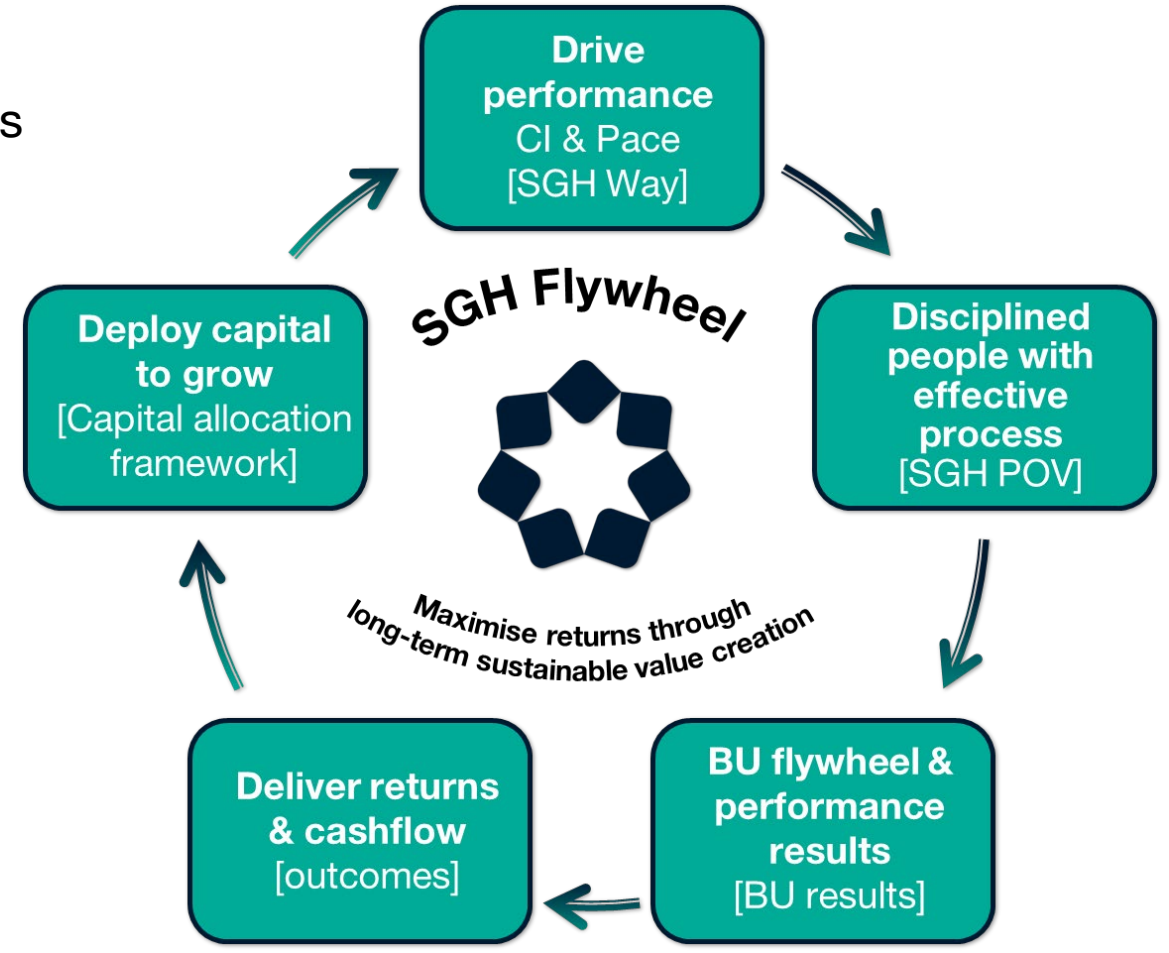 s
Drive
performance
CI & Pace
[SGH Way]
SGH Flywheel
Deploy capital
to grow
[Capital allocation
framework]
Disciplined
people with
effective
process
[SGH POV]
Maximise returns through
long-term sustainable value creation
Deliver returns
& cashflow
[outcomes]
BU flywheel &
performance
results
[BU results]